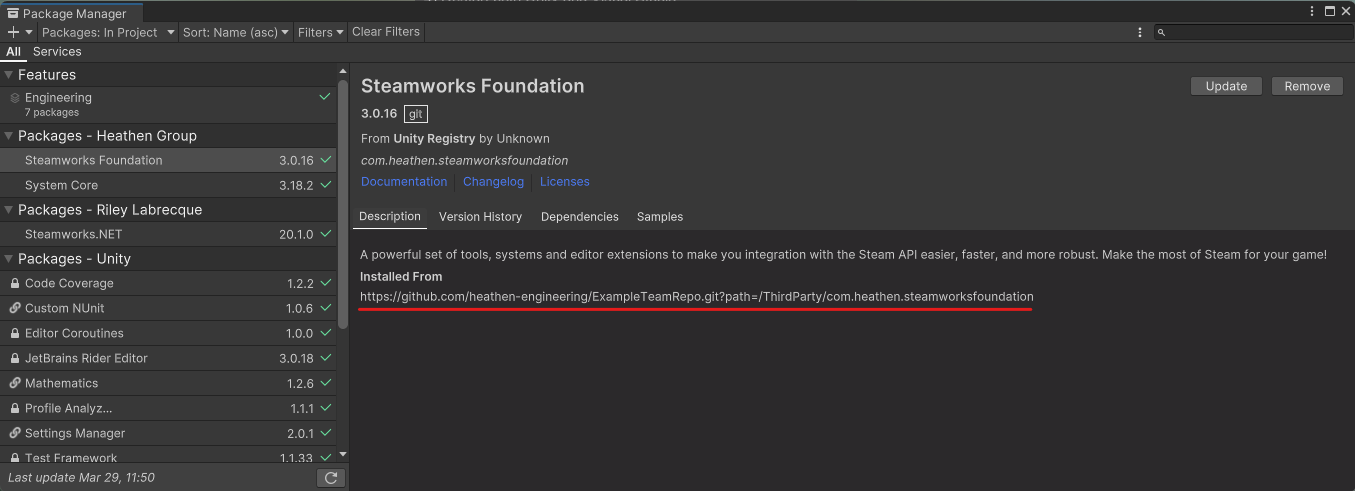 Package Manager
Packages: In Project Sort: Name (asc) Filters Clear Filters
All Services
Features
Engineering
7 packages
Packages - Heathen Group
Steamworks Foundation 3.0.16
System Core 3.18.2
Packages - Riley Labrecque
Steamworks.NET 20.1.0
Packages - Unity
Code Coverage 1.2.2
Custom NUnit 1.0.6
Editor Coroutines 1.0.0
JetBrains Rider Editor 3.0.18
Mathematics 1.2.6
Profile Analyz... 1.1.1
Settings Manager 2.0.1
Test Framework 1.1.33
Last update Mar 29, 11:50
Steamworks Foundation
Update Remove
3.0.16 git
From Unity Registry by Unknown
com.heathen.steamworksfoundation
Documentation Changelog Licenses
Description Version History Dependencies Samples
A powerful set of tools, systems and editor extensions to make you integration with the Steam API easier, faster, and more robust. Make the most of Steam for your game!
Installed From
https://github.com/heathen-engineering/ExampleTeamRepo.git?path=/ThirdParty/com.heathen.steamworksfoundation